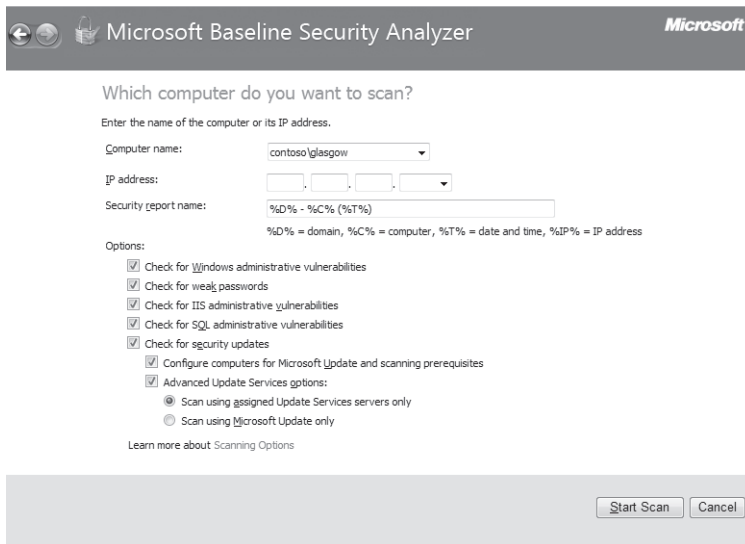 Microsoft Baseline Security Analyzer
Microsoft
Which computer do you want to scan?
Enter the name of the computer or its IP address.
Computer name: contoso\glasgow
IP address: . . .
Security report name: %D% - %C% (%T%)
%D% = domain, %C% = computer, %T% = date and time, %IP% = IP address
Options:
Check for Windows administrative vulnerabilities
Check for weak passwords
Check for IIS administrative vulnerabilities
Check for SQL administrative vulnerabilities
Check for security updates
Configure computers for Microsoft Update and scanning prerequisites
Advanced Update Services options:
Scan using assigned Update Services servers only
Scan using Microsoft Update only
Learn more about Scanning Options
Start Scan Cancel